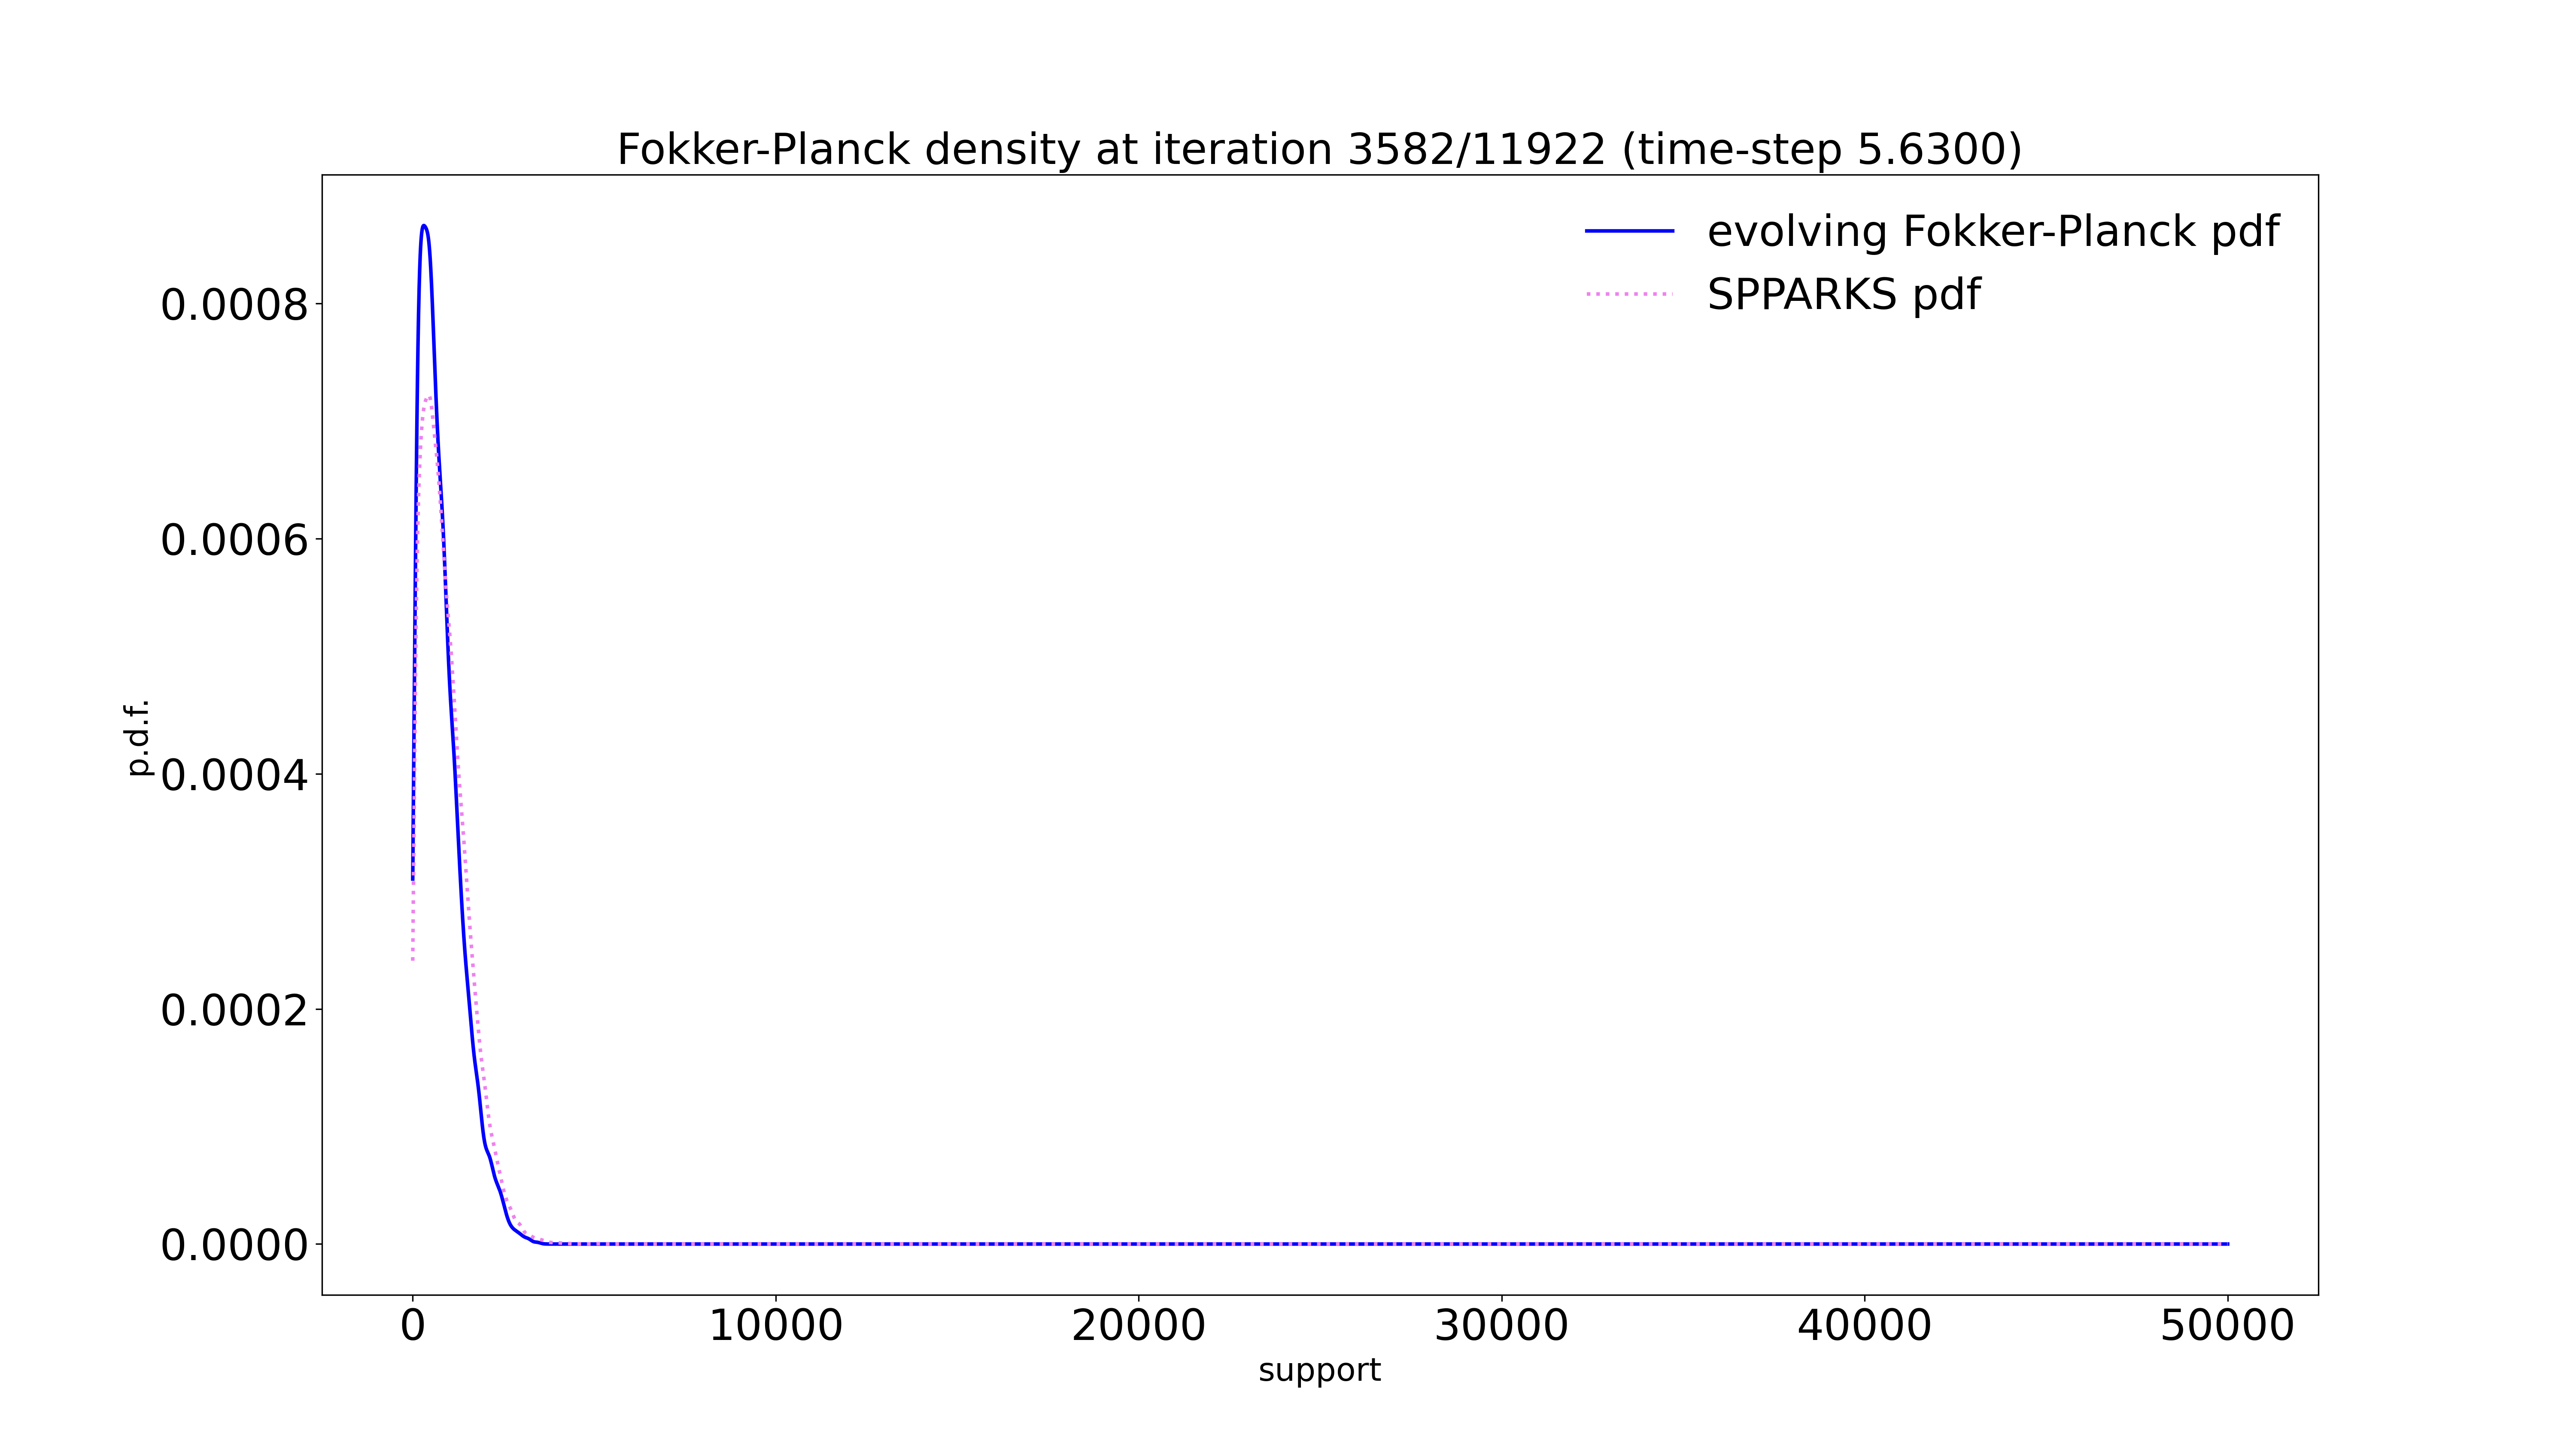 Fokker-Planck density at iteration 3582/11922 (time-step 5.6300)
evolving Fokker-Planck pdf
SPPARKS pdf
0.0008
0.0006
0.0004
0.0002
0.0000
p.d.f.
0 10000 20000 30000 40000 50000
support